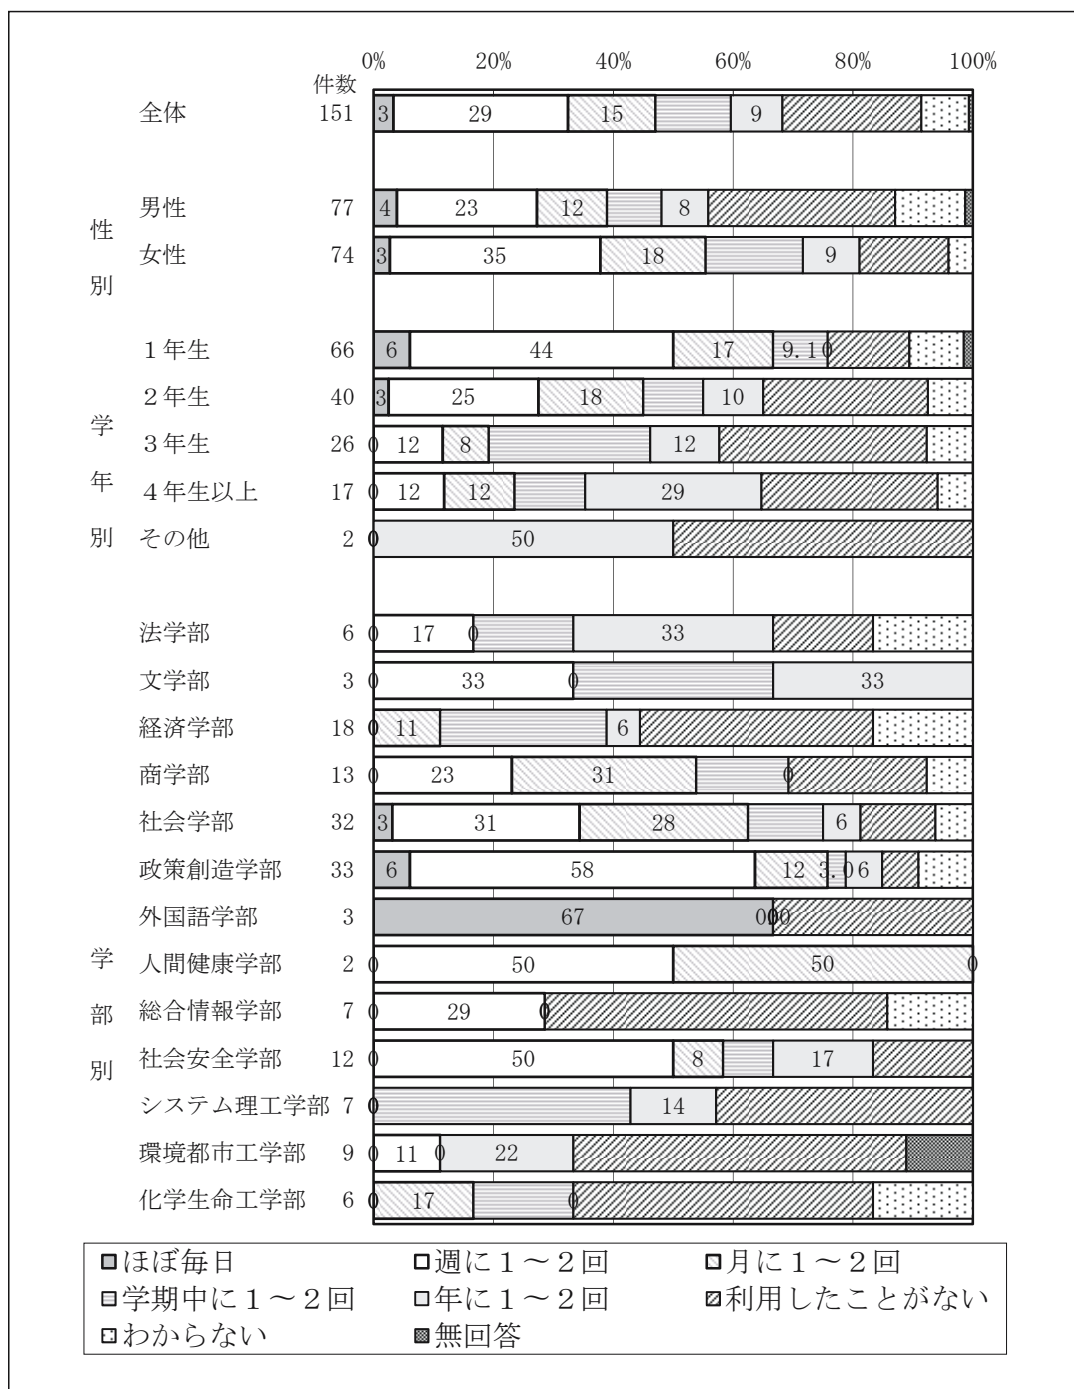 0% 20% 40% 60% 80% 100%
件数
全体 151 3 29 15 9
性別
男性 77 4 23 12 8
女性 74 3 35 18 9
学年別
1年生 66 6 44 17 9.1 0
2年生 40 3 25 18 10
3年生 26 0 12 8 12
4年生以上 17 0 12 12 29
その他 2 0 50
学部別
法学部 6 0 17 0 33
文学部 3 0 33 0 33
経済学部 18 0 11 6
商学部 13 0 23 31 0
社会学部 32 3 31 28 6
政策創造学部 33 6 58 12 3.0 6
外国語学部 3 67 0 0 0 0
人間健康学部 2 0 50 50 0
総合情報学部 7 0 29 0
社会安全学部 12 0 50 8 17
システム理工学部 7 0 14
環境都市工学部 9 0 11 0 22
化学生命工学部 6 0 17 0
ほぼ毎日 週に1～2回 月に1～2回
学期中に1～2回 年に1～2回 利用したことがない
わからない 無回答